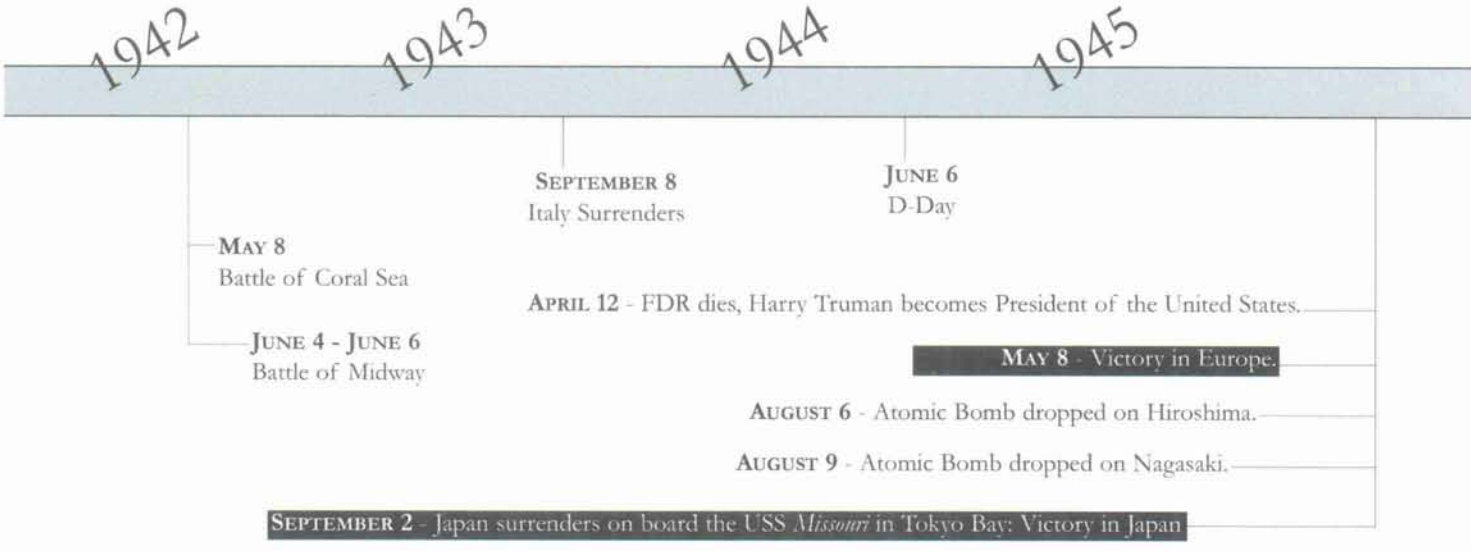 1942
1943
1944
1945
SEPTEMBER 8
Italy Surrenders
JUNE 6
D-Day
MAY 8
Battle of Coral Sea
APRIL 12 - FDR dies, Harry Truman becomes President of the United States.
JUNE 4 - JUNE 6
Battle of Midway
MAY 8 - Victory in Europe.
AUGUST 6 - Atomic Bomb dropped on Hiroshima.
AUGUST 9 - Atomic Bomb dropped on Nagasaki.
SEPTEMBER 2 - Japan surrenders on board the USS Missouri in Tokyo Bay: Victory in Japan